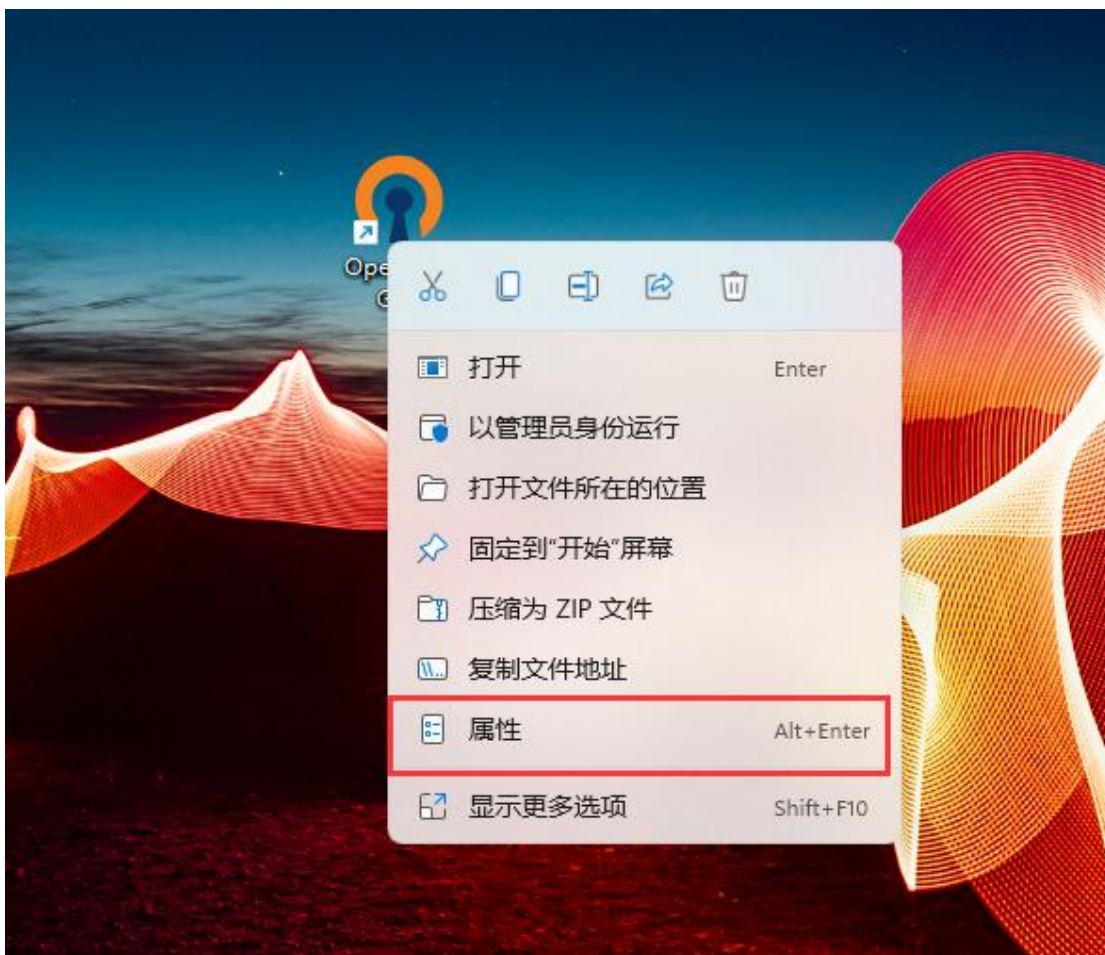 Ope
打开 Enter
以管理员身份运行
打开文件所在的位置
固定到"开始"屏幕
压缩为 ZIP 文件
复制文件地址
属性 Alt+Enter
显示更多选项 Shift+F10